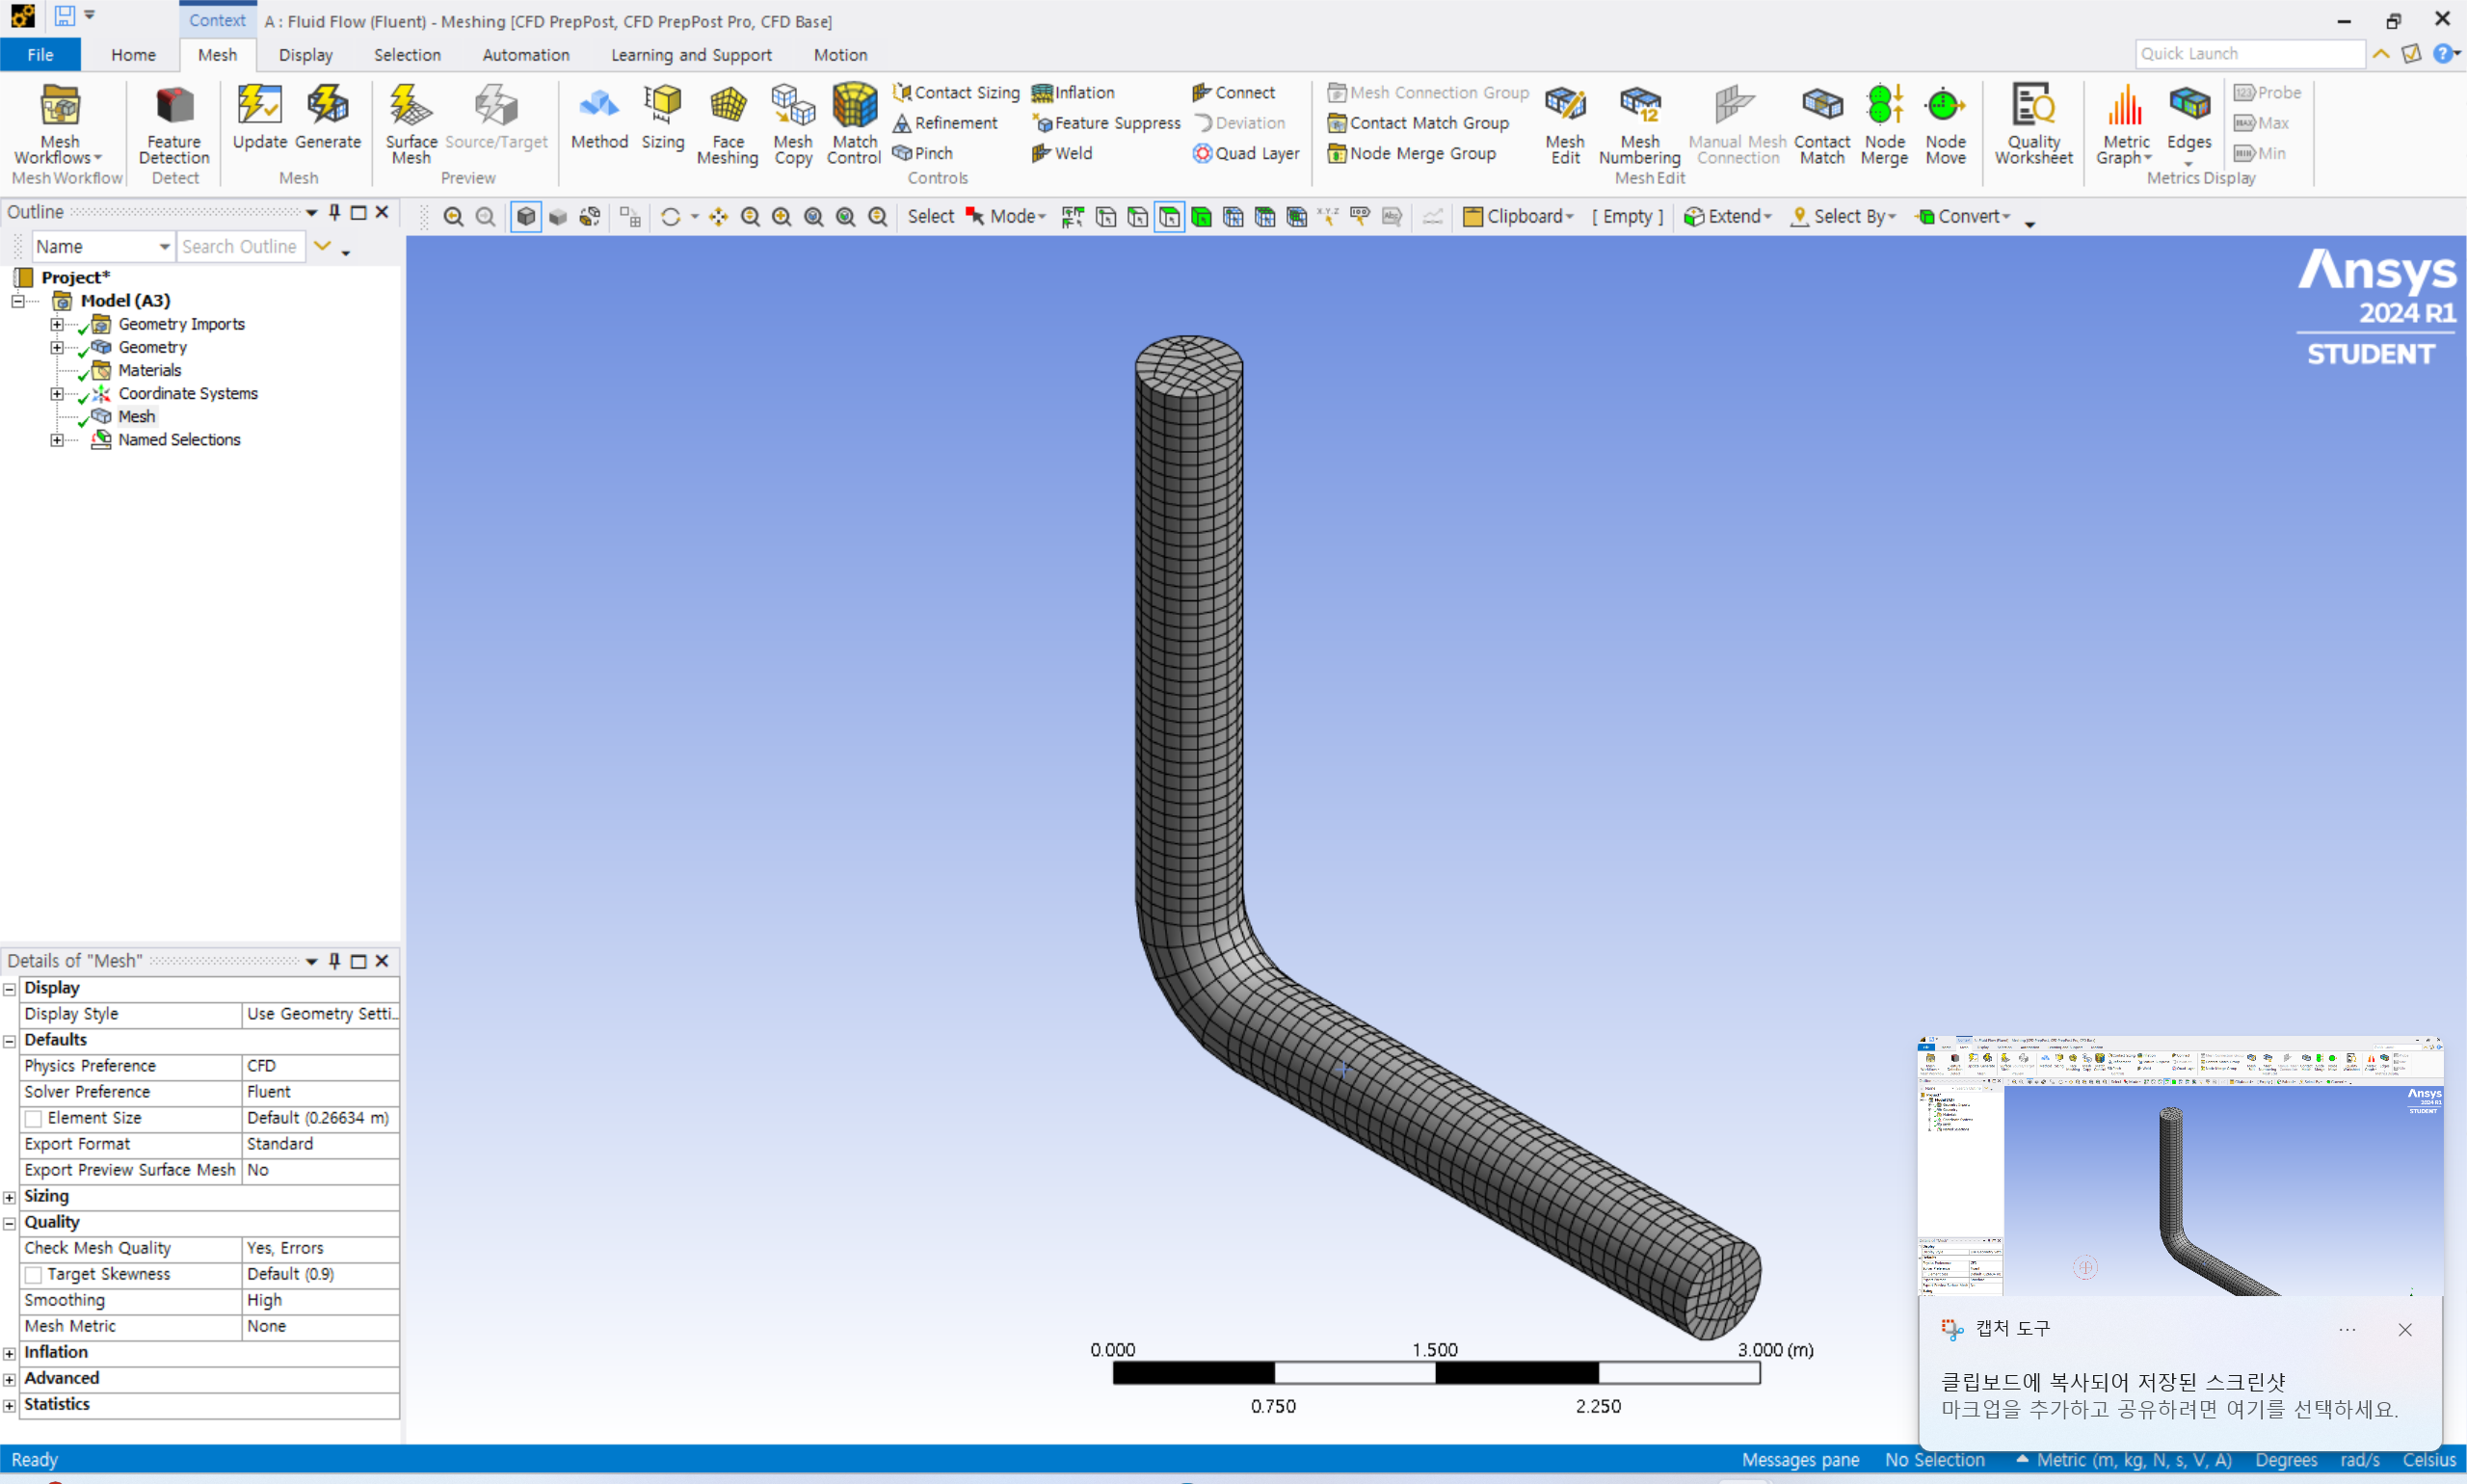 Context
A : Fluid Flow (Fluent) - Meshing [CFD PrepPost, CFD PrepPost Pro, CFD Base]
File Home Mesh Display Selection Automation Learning and Support Motion
Quick Launch
Mesh Workflows
Mesh Workflow
Feature Detection
Detect
Update Generate
Mesh
Surface Mesh
Source/Target
Preview
Method Sizing
Face Meshing
Mesh Copy
Match Control
Contact Sizing
Refinement
Pinch
Inflation
Feature Suppress
Weld
Connect
Deviation
Quad Layer
Controls
Mesh Connection Group
Contact Match Group
Node Merge Group
Mesh Edit
Mesh Numbering
12
Manual Mesh Connection
Contact Match
Node Merge
Node Move
Mesh Edit
Quality Worksheet
Metric Graph
Edges
Probe
Max
Min
Metrics Display
Outline
Name
Search Outline
Select Mode Clipboard [ Empty ] Extend Select By Convert
Project*
Model (A3)
Geometry Imports
Geometry
Materials
Coordinate Systems
Mesh
Named Selections
Ansys
2024 R1
STUDENT
Details of "Mesh"
Display
Display Style Use Geometry Setti...
Defaults
Physics Preference CFD
Solver Preference Fluent
Element Size Default (0.26634 m)
Export Format Standard
Export Preview Surface Mesh No
Sizing
Quality
Check Mesh Quality Yes, Errors
Target Skewness Default (0.9)
Smoothing High
Mesh Metric None
Inflation
Advanced
Statistics
0.000 1.500 3.000 (m)
0.750 2.250
Ansys
2024 R1
STUDENT
캡처 도구
클립보드에 복사되어 저장된 스크린샷
마크업을 추가하고 공유하려면 여기를 선택하세요.
Ready
Messages pane No Selection Metric (m, kg, N, s, V, A) Degrees rad/s Celsius